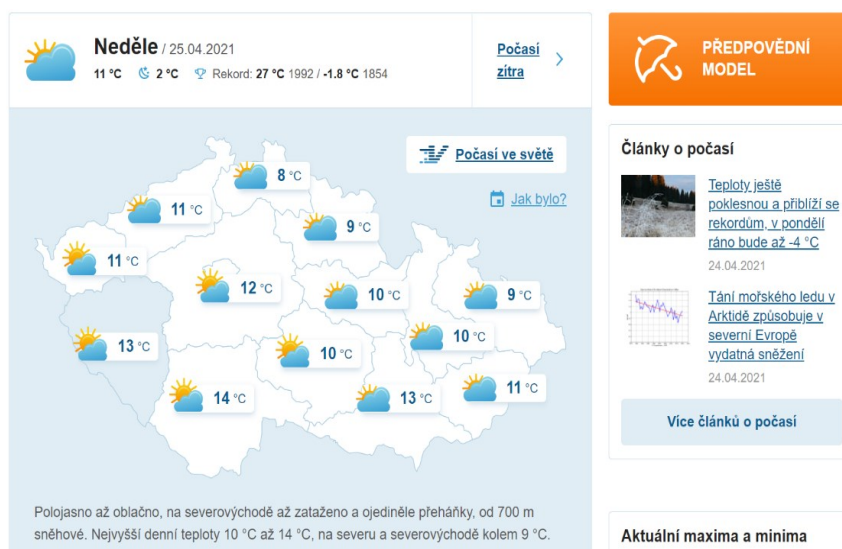 Neděle / 25.04.2021
11 °C 2 °C Rekord: 27 °C 1992 / -1.8 °C 1854
Počasí
zítra
PŘEDPOVĚDNÍ
MODEL
Počasí ve světě
Jak bylo?
8 °C
11 °C
9 °C
11 °C
12 °C
10 °C
9 °C
13 °C
10 °C
10 °C
14 °C
13 °C
11 °C
Polojasno až oblačno, na severovýchodě až zataženo a ojediněle přeháňky, od 700 m
sněhové. Nejvyšší denní teploty 10 °C až 14 °C, na severu a severovýchodě kolem 9 °C.
Články o počasí
Teploty ještě
poklesnou a přiblíží se
rekordům, v pondělí
ráno bude až -4 °C
24.04.2021
Tání mořského ledu v
Arktidě způsobuje v
severní Evropě
vydatná sněžení
24.04.2021
Více článků o počasí
Aktuální maxima a minima